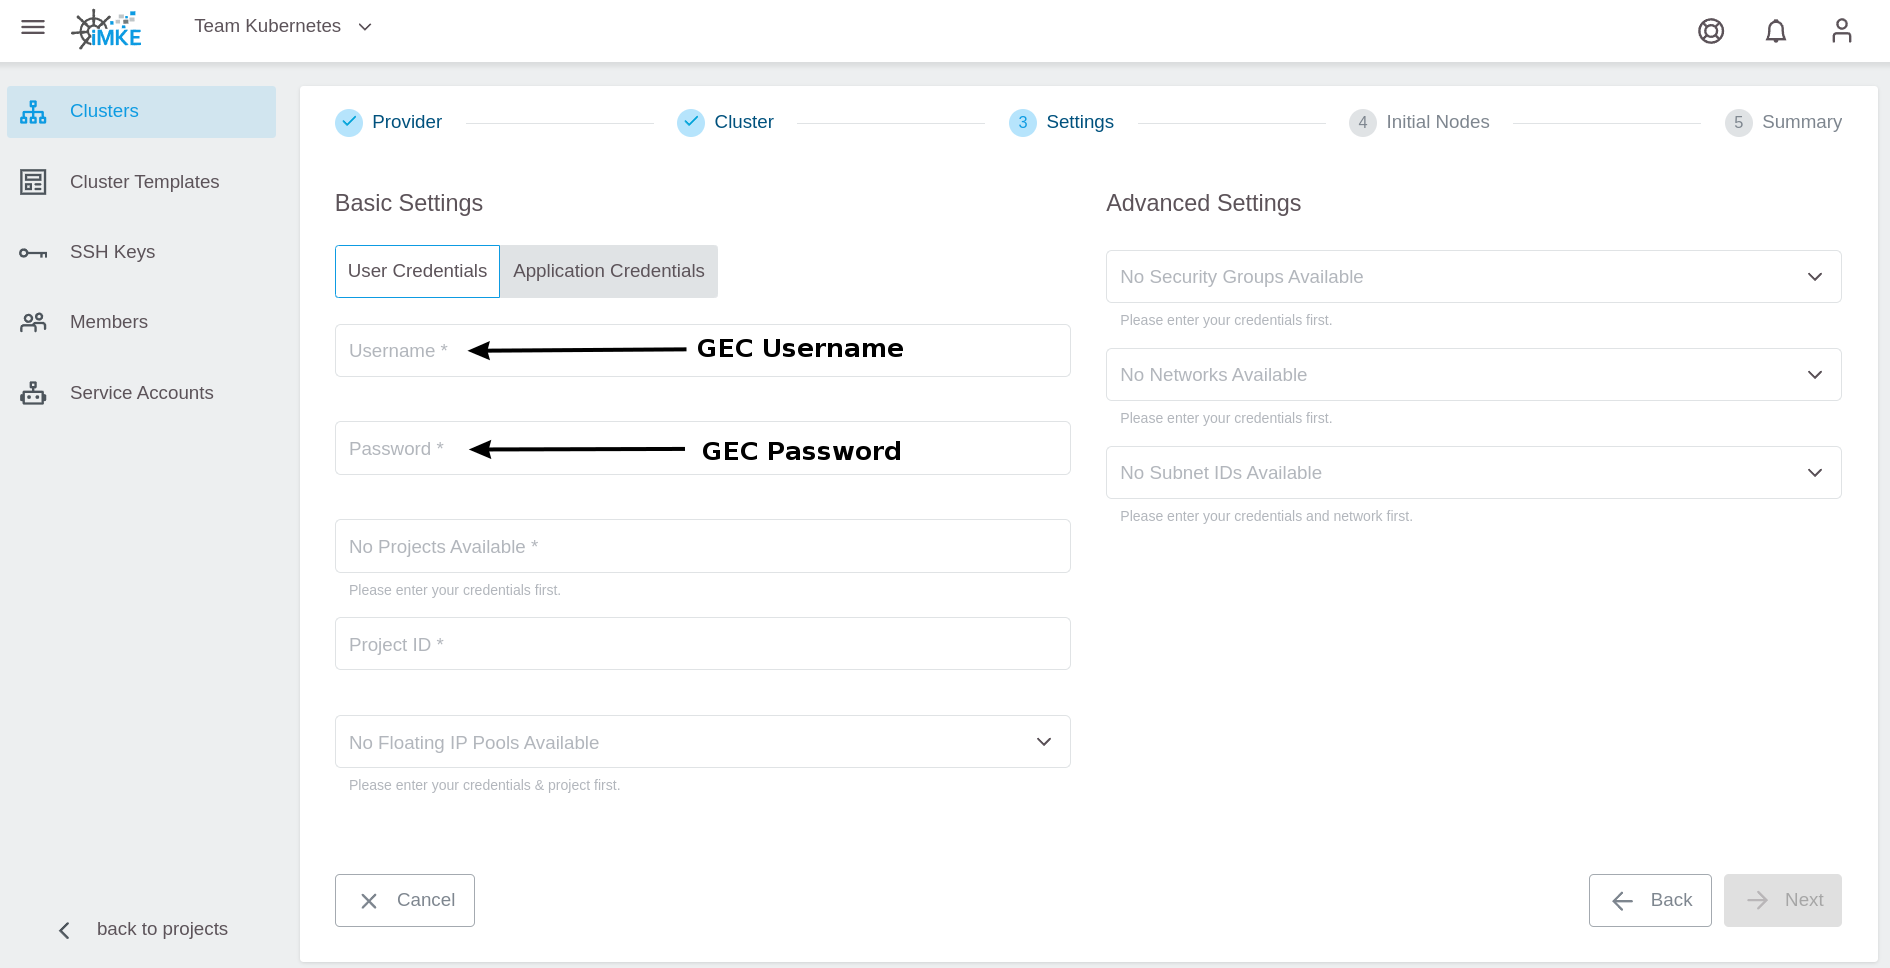 iMKE
Team Kubernetes
Clusters
Cluster Templates
SSH Keys
Members
Service Accounts
back to projects
Provider
Cluster
3 Settings
4 Initial Nodes
5 Summary
Basic Settings
User Credentials
Application Credentials
Username *
GEC Username
Password *
GEC Password
No Projects Available *
Please enter your credentials first.
Project ID *
No Floating IP Pools Available
Please enter your credentials & project first.
Advanced Settings
No Security Groups Available
Please enter your credentials first.
No Networks Available
Please enter your credentials first.
No Subnet IDs Available
Please enter your credentials and network first.
Cancel
Back
Next